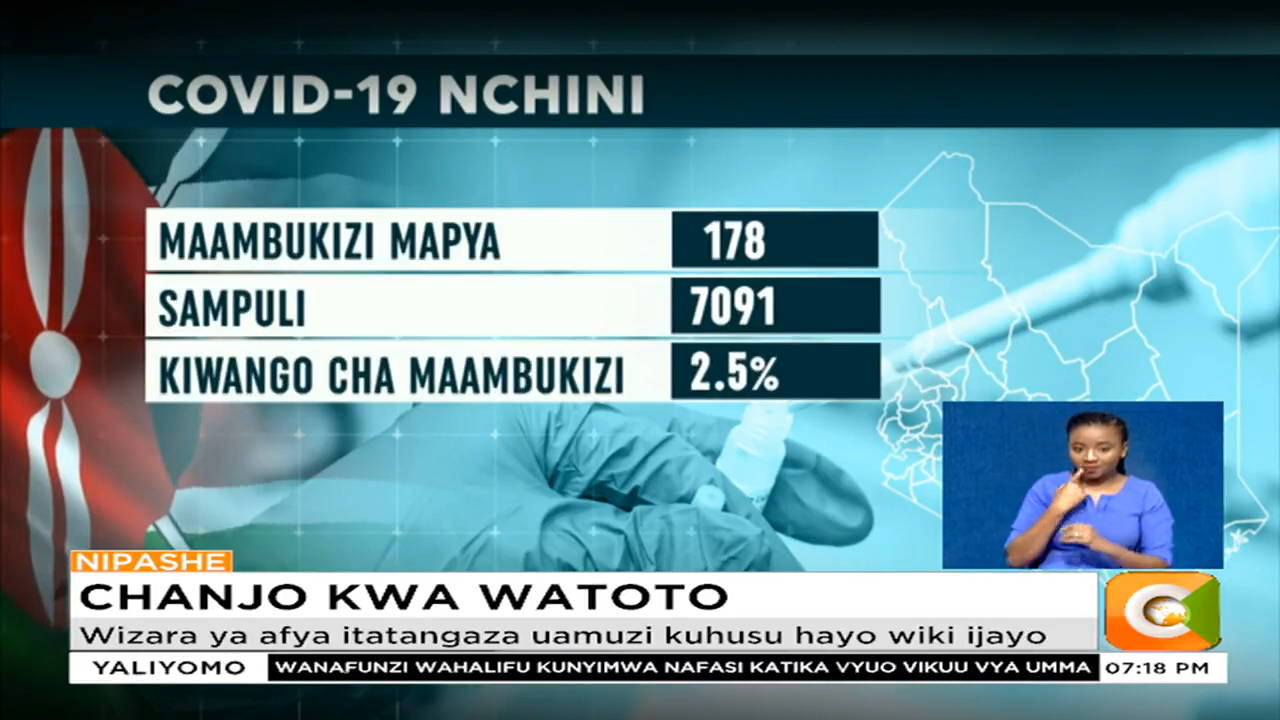 COVID-19 NCHINI
MAAMBUKIZI MAPYA 178
SAMPULI 7091
KIWANGO CHA MAAMBUKIZI 2.5%
NIPASHE
CHANJO KWA WATOTO
Wizara ya afya itatangaza uamuzi kuhusu hayo wiki ijayo
YALIYOMO WANAFUNZI WAHALIFU KUNYIMWA NAFASI KATIKA VYUO VIKUU VYA UMMA 07:18 PM